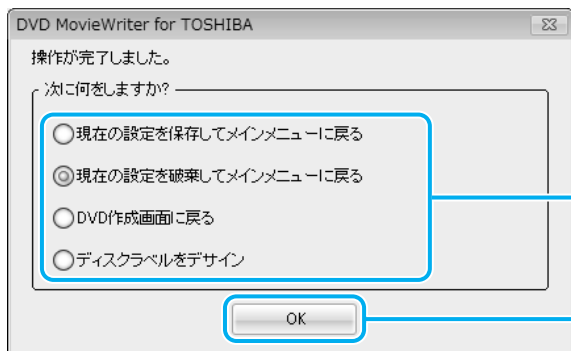 DVD MovieWriter for TOSHIBA
操作が完了しました。
次に何をしますか?
現在の設定を保存してメインメニューに戻る
現在の設定を破棄してメインメニューに戻る
DVD作成画面に戻る
ディスクラベルをデザイン
OK